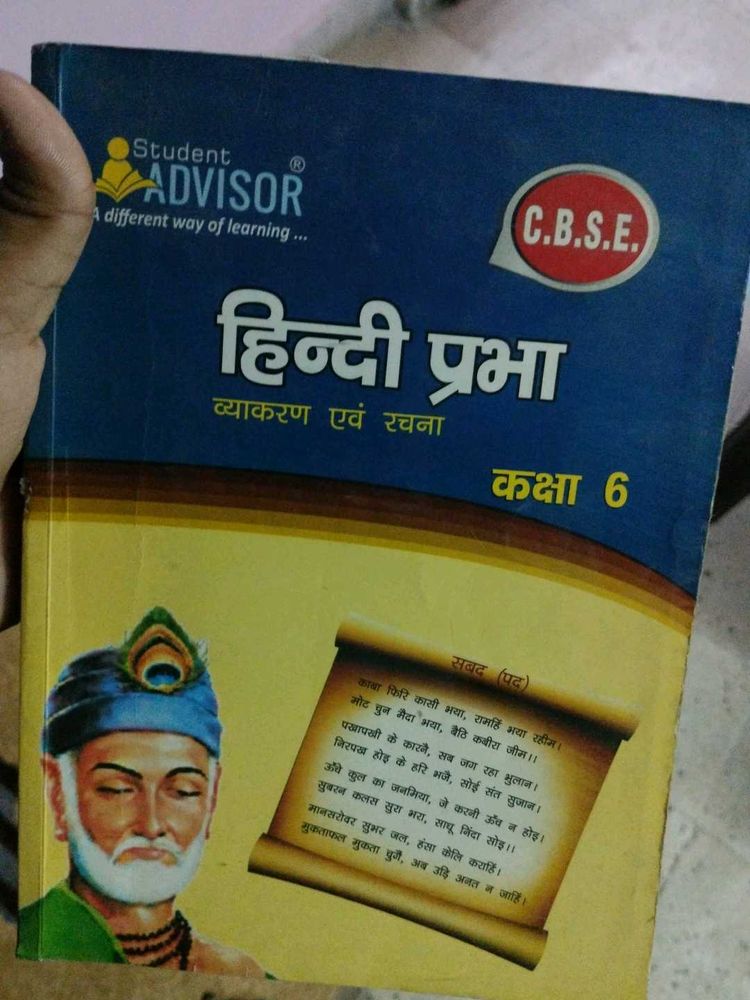 Student
ADVISOR®
A different way of learning ...
C.B.S.E.
हिन्दी प्रभा
व्याकरण एवं रचना
कक्षा 6
सबद (पद)
काबा फिरि कासी भया, रामहिं भया रहीम।
मोट चुन मैदा भया, बैठि कबीरा जीम।।
पखापखी के कारनै, सब जग रहा भुलान।
निरपख होइ के हरि भजै, सोई संत सुजान।
ऊँचे कुल का जनमिया, जे करनी ऊँच न होइ।
सुबरन कलस सुरा भरा, साधू निंदा सोइ।।
मानसरोवर सुभर जल, हंसा केलि कराहिं।
मुकताफल मुकता चुगै, अब उड़ि अनत न जाहिं।